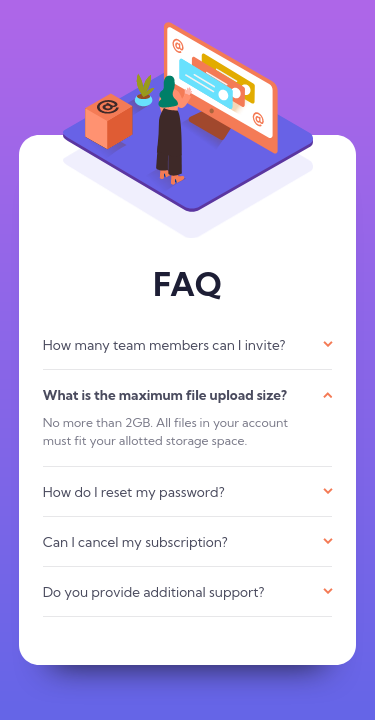 FAQ
How many team members can I invite?
What is the maximum file upload size?
No more than 2GB. All files in your account
must fit your allotted storage space.
How do I reset my password?
Can I cancel my subscription?
Do you provide additional support?